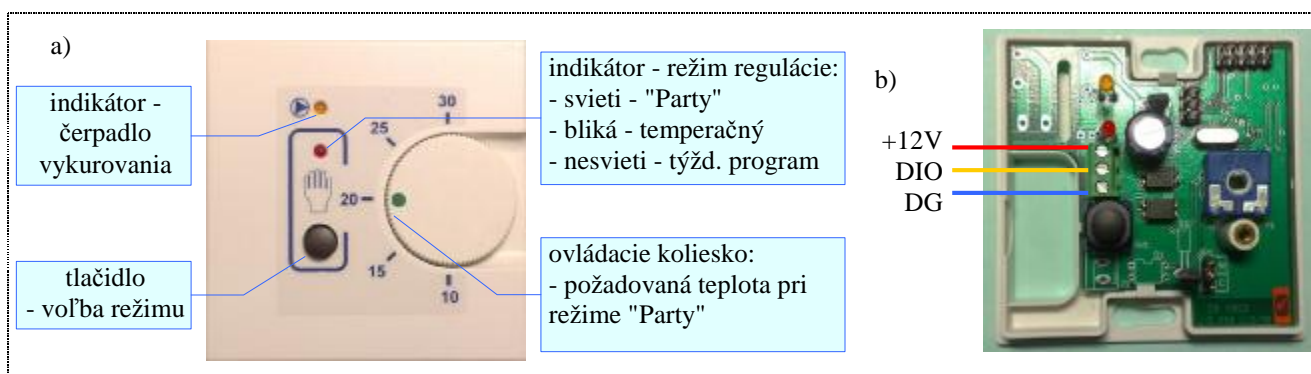 a)
indikátor -
čerpadlo
vykurovania
tlačidlo
- voľba režimu
30
25
20
15
10
indikátor - režim regulácie:
- svieti - "Party"
- bliká - temperačný
- nesvieti - týžd. program
ovládacie koliesko:
- požadovaná teplota pri
režime "Party"
b)
+12V
DIO
DG